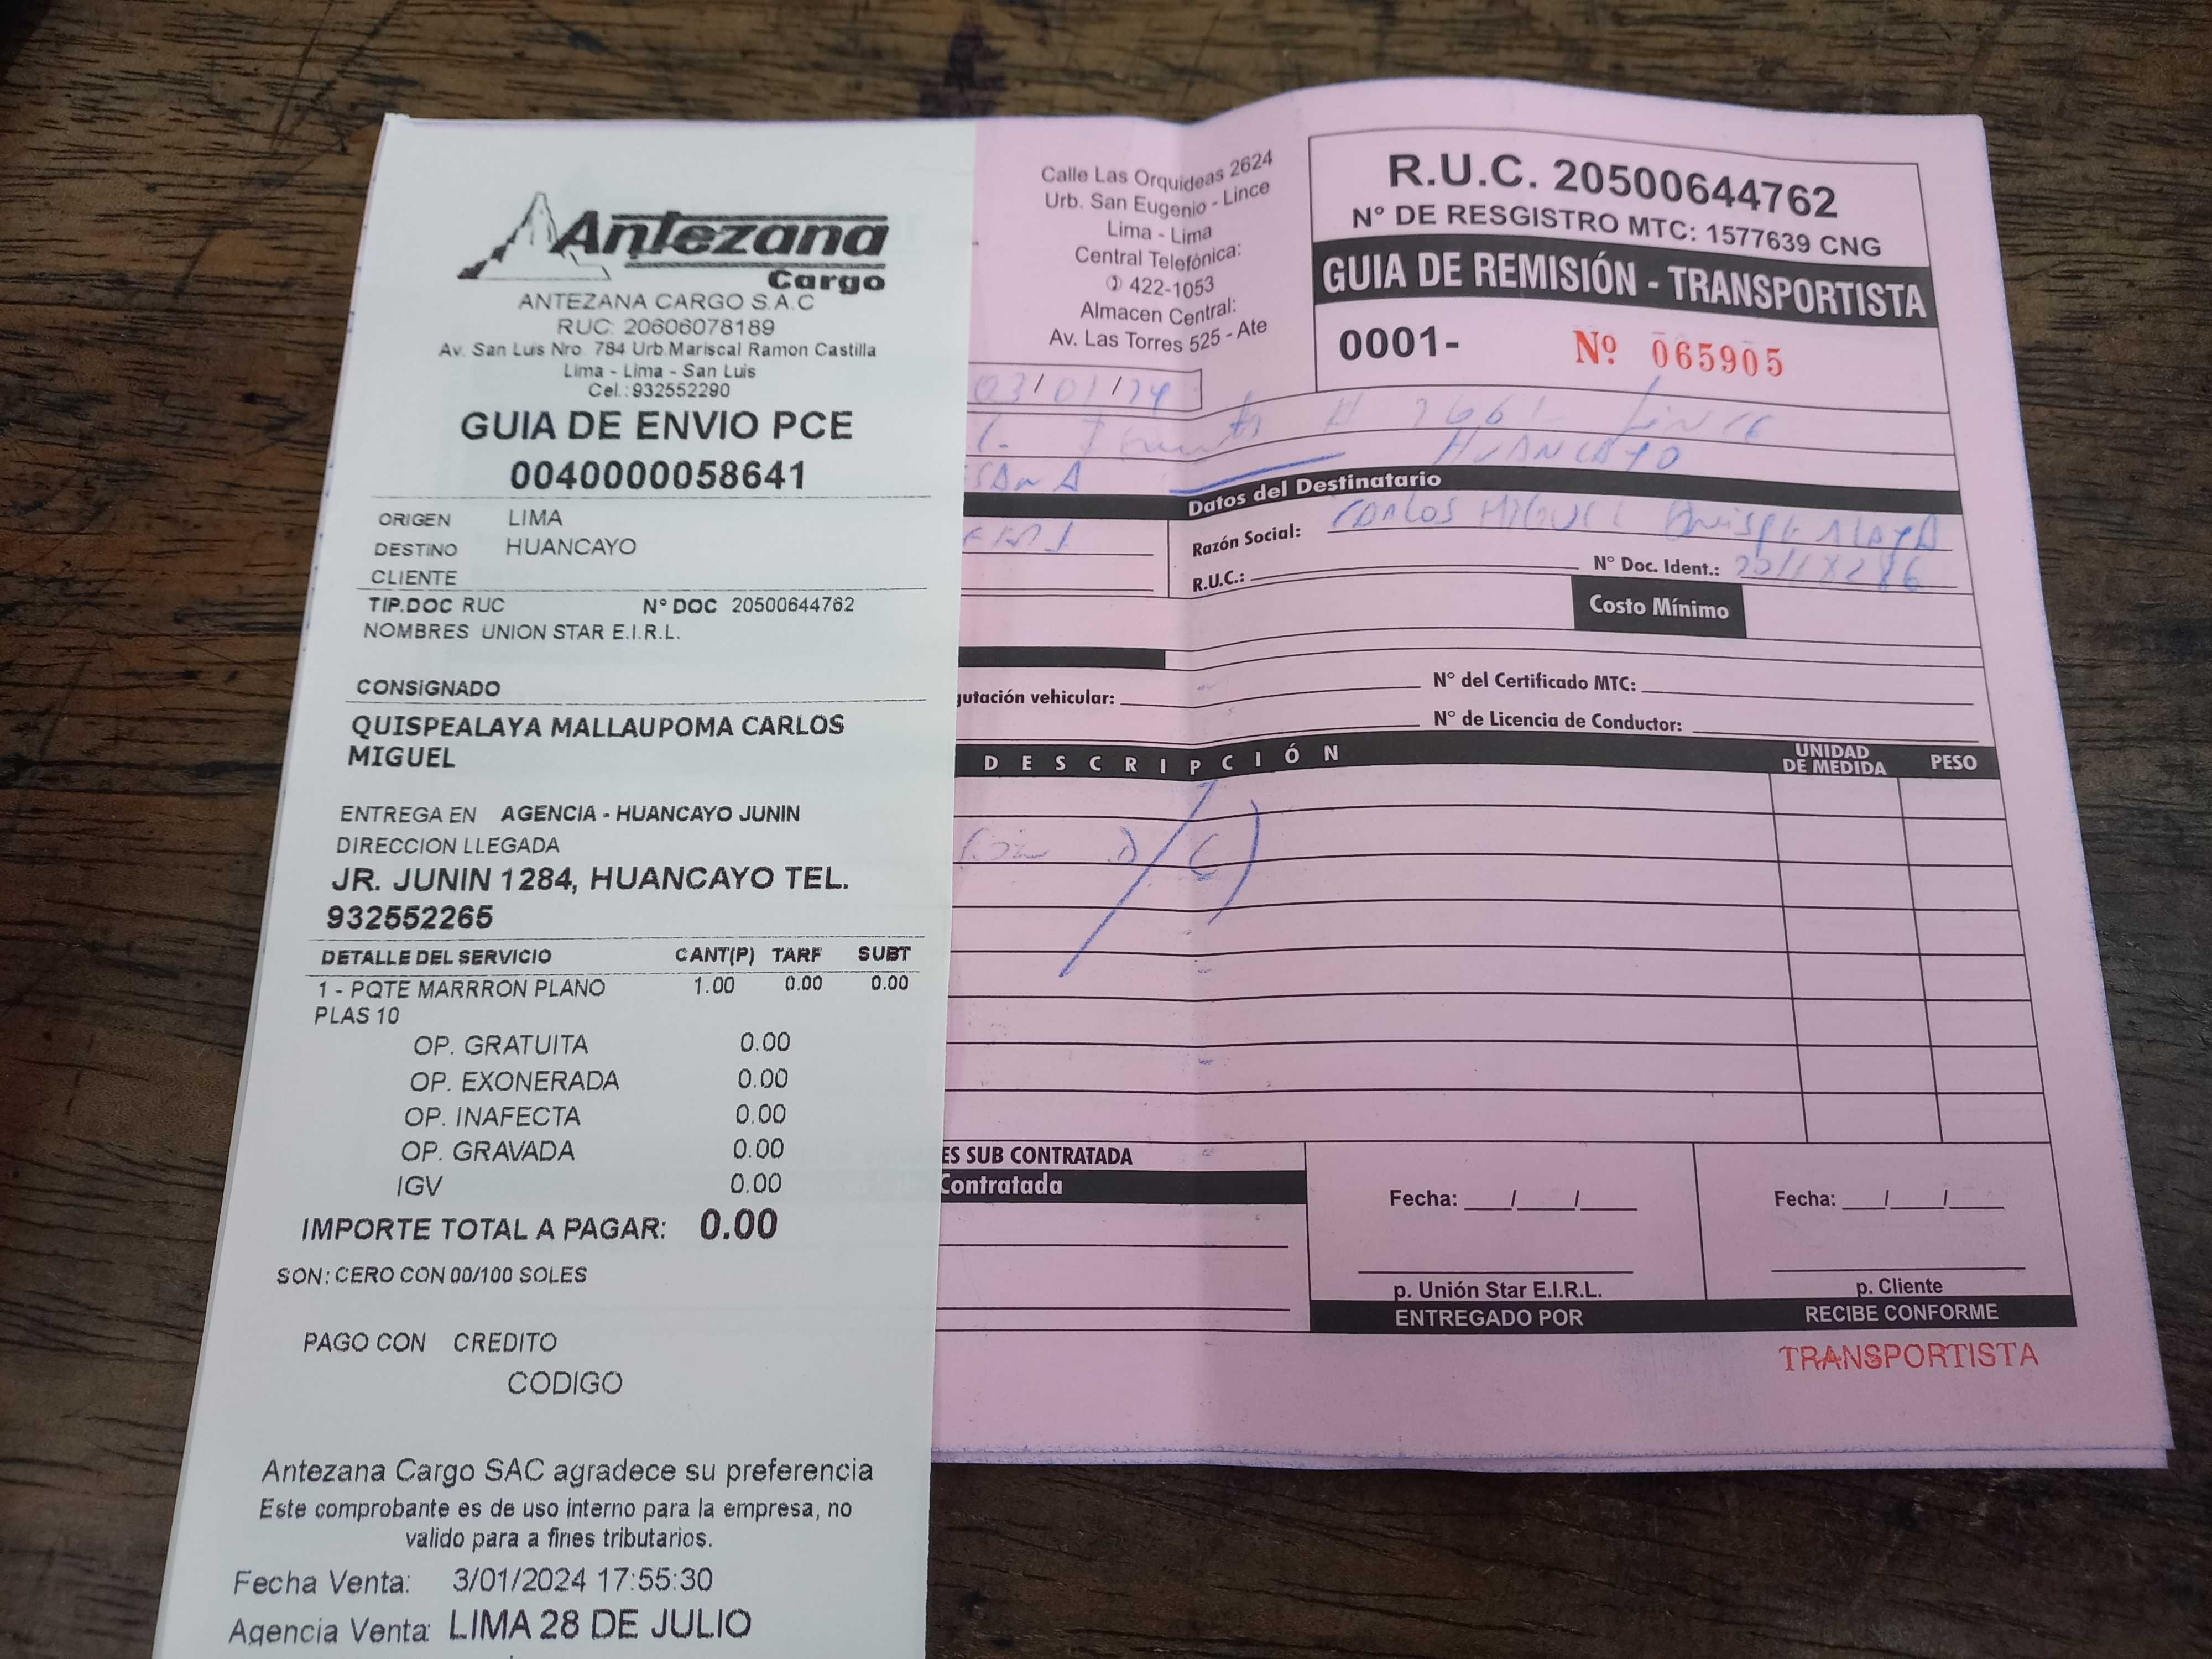 Antezana
Cargo
ANTEZANA CARGO S.A.C
RUC: 20606078189
Av. San Luis Nro. 784 Urb.Mariscal Ramon Castilla
Lima - Lima - San Luis
Cel.:932552290
GUIA DE ENVIO PCE
0040000058641
ORIGEN LIMA
DESTINO HUANCAYO
CLIENTE
TIP.DOC RUC N° DOC 20500644762
NOMBRES UNION STAR E.I.R.L.
CONSIGNADO
QUISPEALAYA MALLAUPOMA CARLOS
MIGUEL
ENTREGA EN AGENCIA - HUANCAYO JUNIN
DIRECCION LLEGADA
JR. JUNIN 1284, HUANCAYO TEL.
932552265
DETALLE DEL SERVICIO CANT(P) TARF SUBT
1 - PQTE MARRRON PLANO 1.00 0.00 0.00
PLAS 10
OP. GRATUITA 0.00
OP. EXONERADA 0.00
OP. INAFECTA 0.00
OP. GRAVADA 0.00
IGV 0.00
IMPORTE TOTAL A PAGAR: 0.00
SON: CERO CON 00/100 SOLES
PAGO CON CREDITO
CODIGO
Antezana Cargo SAC agradece su preferencia
Este comprobante es de uso interno para la empresa, no
valido para a fines tributarios.
Fecha Venta: 3/01/2024 17:55:30
Agencia Venta: LIMA 28 DE JULIO
Calle Las Orquideas 2624
Urb. San Eugenio - Lince
Lima - Lima
Central Telefónica:
422-1053
Almacen Central:
Av. Las Torres 525 - Ate
R.U.C. 20500644762
N° DE RESGISTRO MTC: 1577639 CNG
GUIA DE REMISIÓN - TRANSPORTISTA
0001- Nº 065905
03/01/24
Lince
HUANCAYO
Datos del Destinatario
Razón Social: Carlos Miguel Quispe Alaya
R.U.C.: N° Doc. Ident.:
Costo Mínimo
gutación vehicular: N° del Certificado MTC:
N° de Licencia de Conductor:
DESCRIPCIÓN UNIDAD DE MEDIDA PESO
ES SUB CONTRATADA
Contratada
Fecha: / / Fecha: / /
p. Unión Star E.I.R.L. p. Cliente
ENTREGADO POR RECIBE CONFORME
TRANSPORTISTA